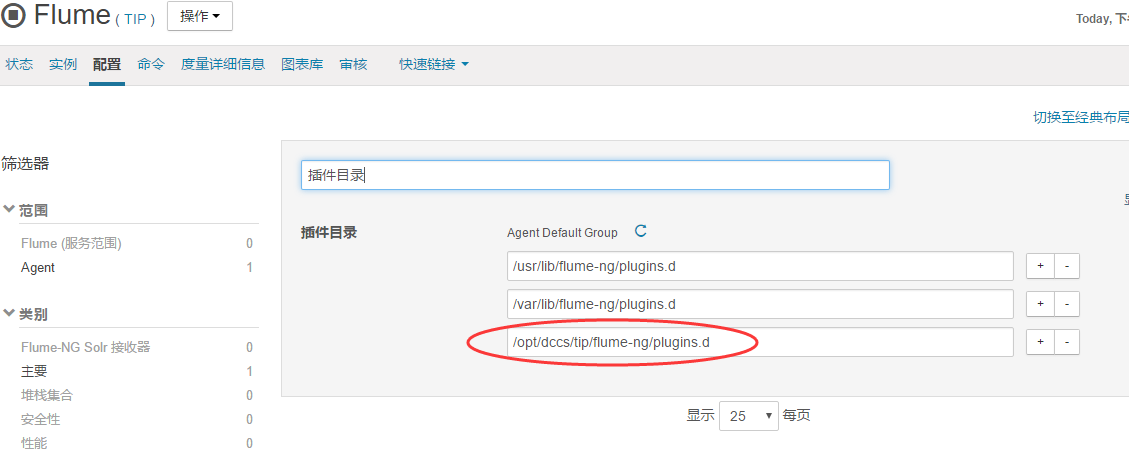 Flume ( TIP ) 操作
Today, 下
状态 实例 配置 命令 度量详细信息 图表库 审核 快速链接
切换至经典布局
筛选器
插件目录
范围
Flume (服务范围) 0
Agent 1
插件目录 Agent Default Group
/usr/lib/flume-ng/plugins.d + -
/var/lib/flume-ng/plugins.d + -
/opt/dccs/tip/flume-ng/plugins.d + -
类别
Flume-NG Solr 接收器 0
主要 1
堆栈集合 0
安全性 0
性能 0
显示 25 每页